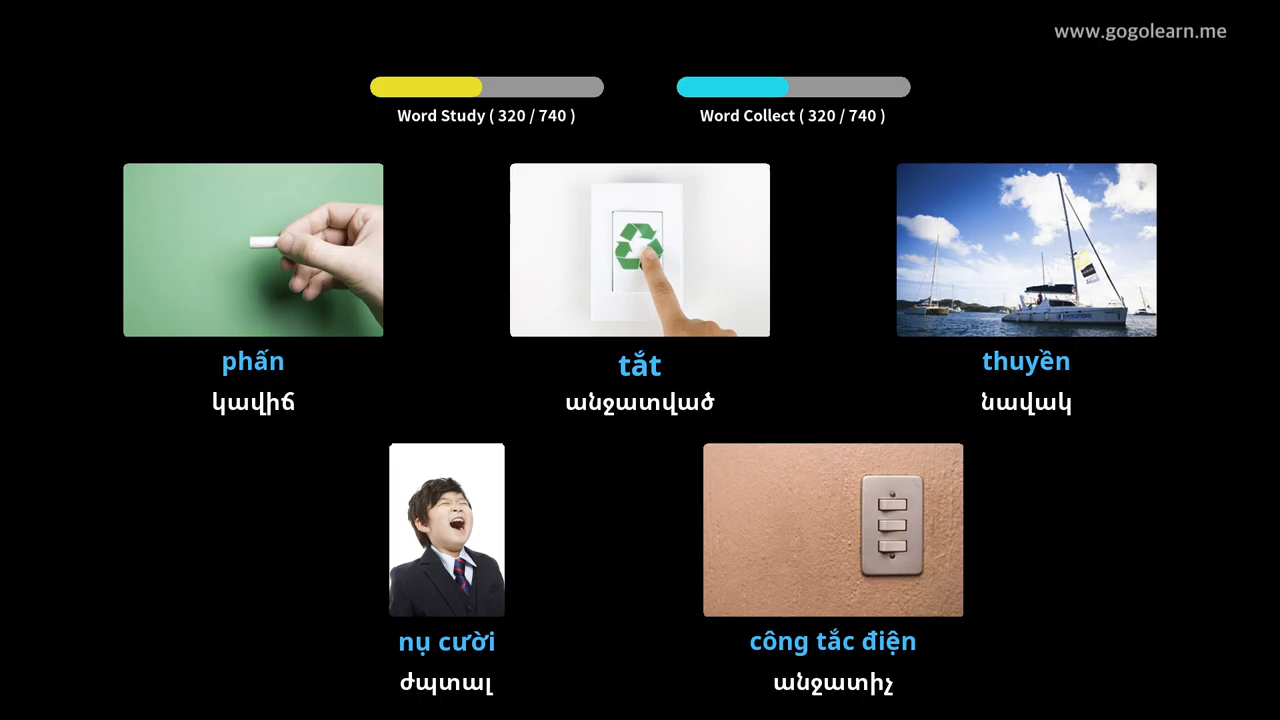 www.gogolearn.me
Word Study ( 320 / 740 )
Word Collect ( 320 / 740 )
phấn
կավիճ
tắt
անջատված
thuyền
նավակ
nụ cười
ժպտալ
công tắc điện
անջատիչ